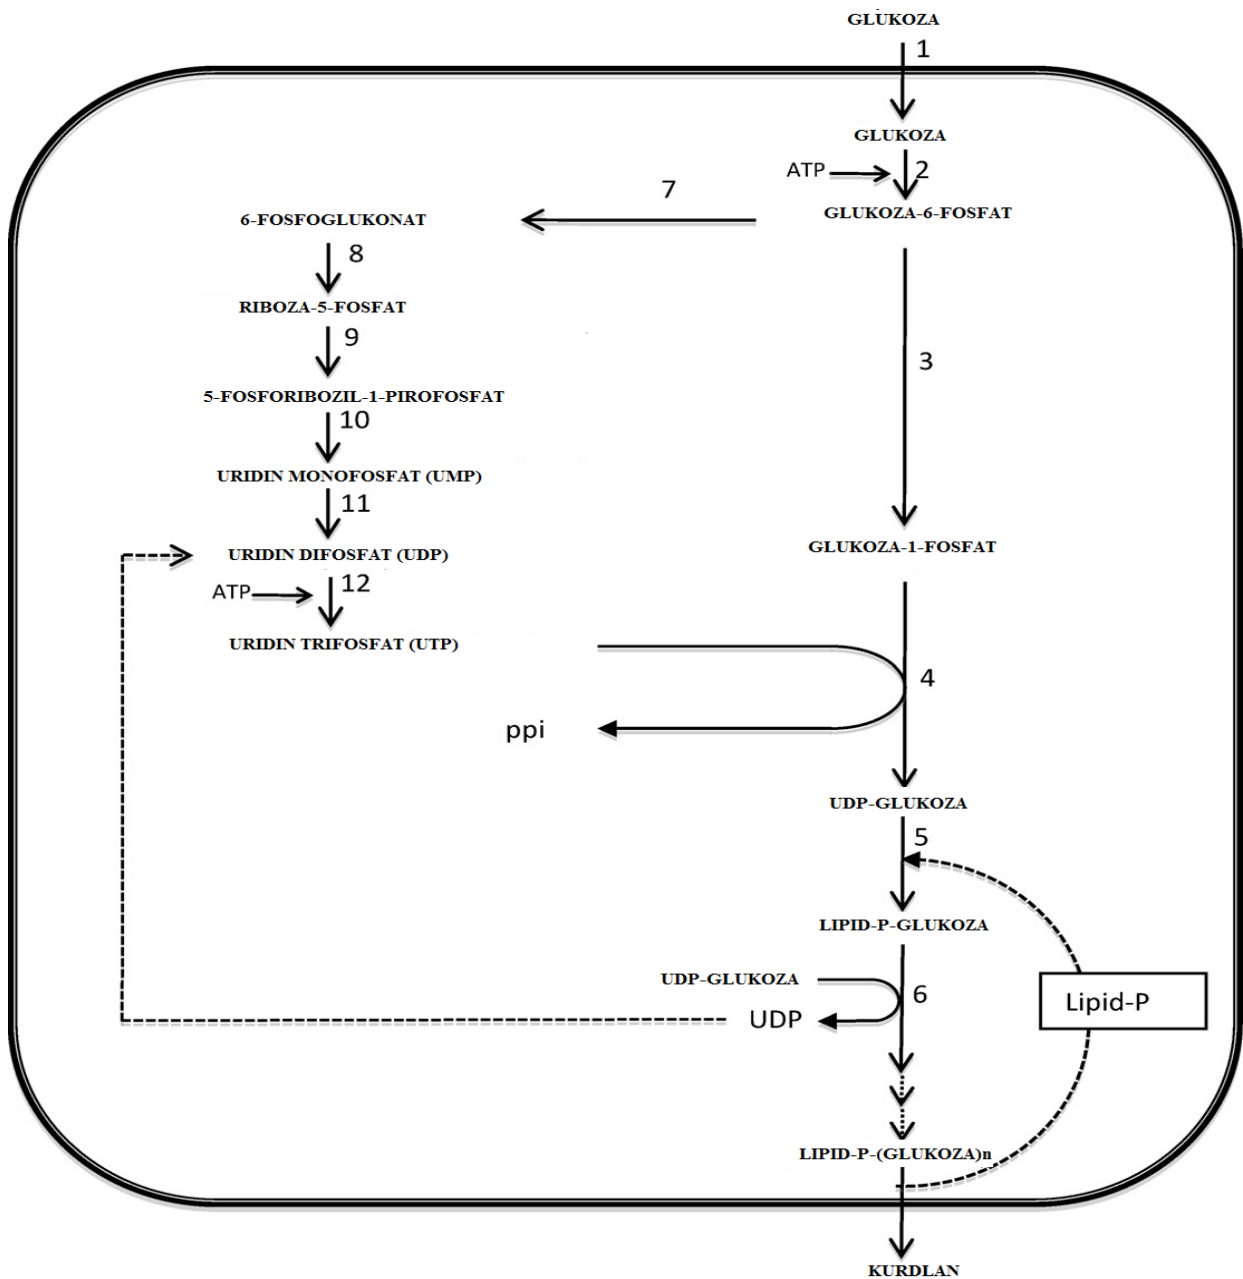 GLUKOZA
1
GLUKOZA
ATP
2
7
GLUKOZA-6-FOSFAT
6-FOSFOGLUKONAT
8
RIBOZA-5-FOSFAT
9
3
5-FOSFORIBOZIL-1-PIROFOSFAT
10
URIDIN MONOFOSFAT (UMP)
11
GLUKOZA-1-FOSFAT
URIDIN DIFOSFAT (UDP)
ATP
12
URIDIN TRIFOSFAT (UTP)
4
ppi
UDP-GLUKOZA
5
LIPID-P-GLUKOZA
UDP-GLUKOZA
6
Lipid-P
UDP
LIPID-P-(GLUKOZA)n
KURDLAN